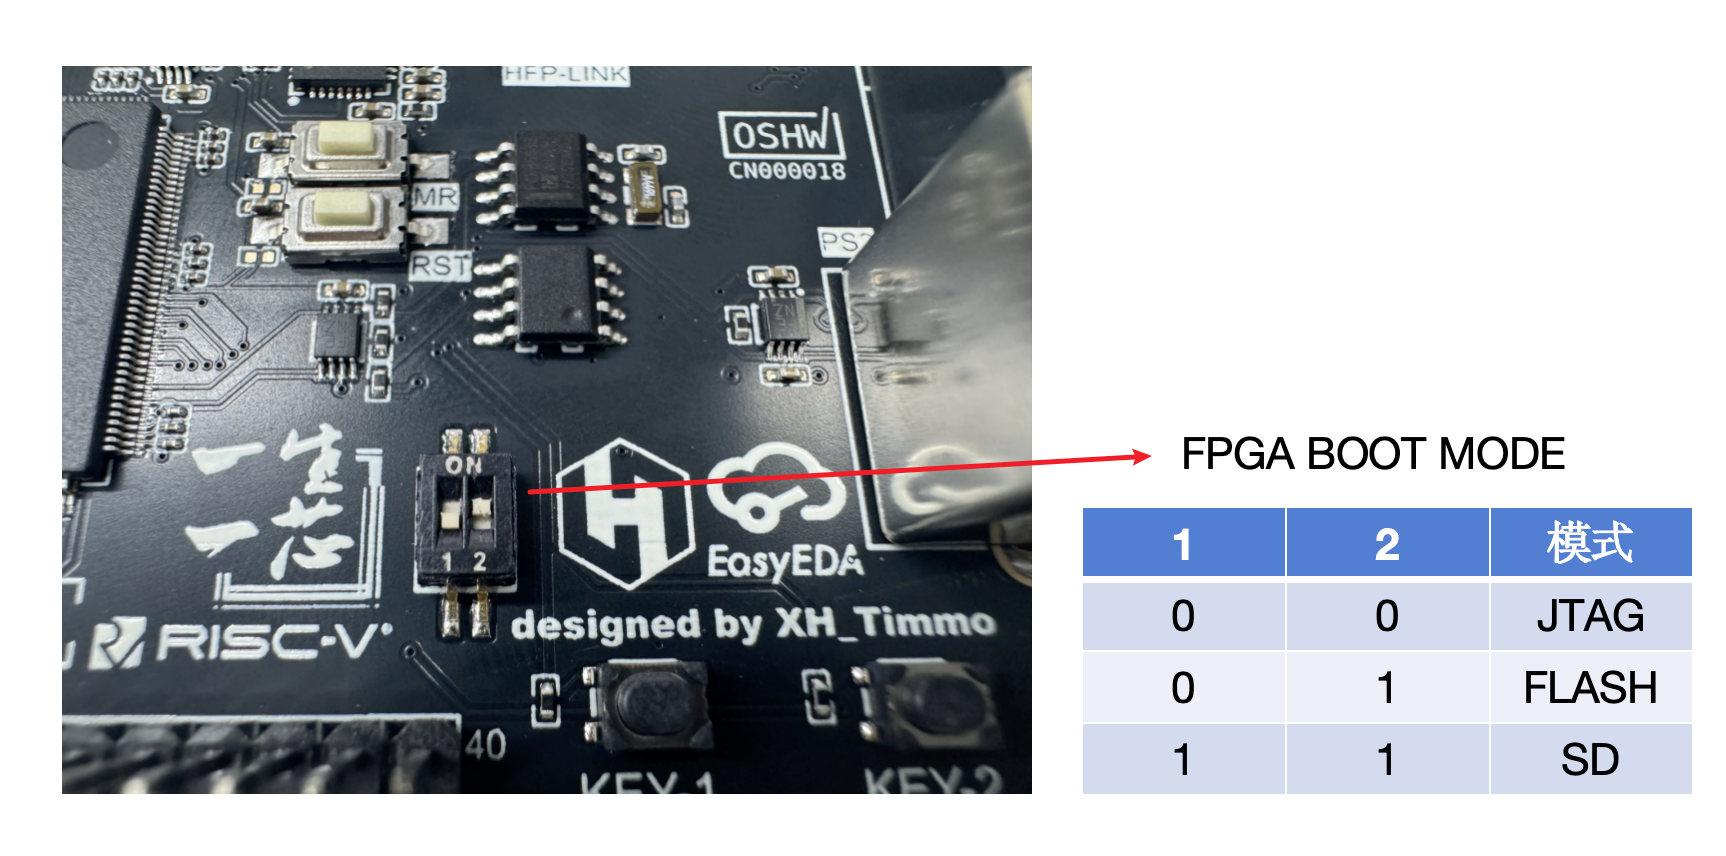 HFP-LINK
OSHW
CN000018
MR
RST
ZN
一生
一芯
ON
1 2
EasyEDA
RISC-V
designed by XH_Timmo
40
KEY-1
KEY-2
FPGA BOOT MODE
1 2 模式
0 0 JTAG
0 1 FLASH
1 1 SD